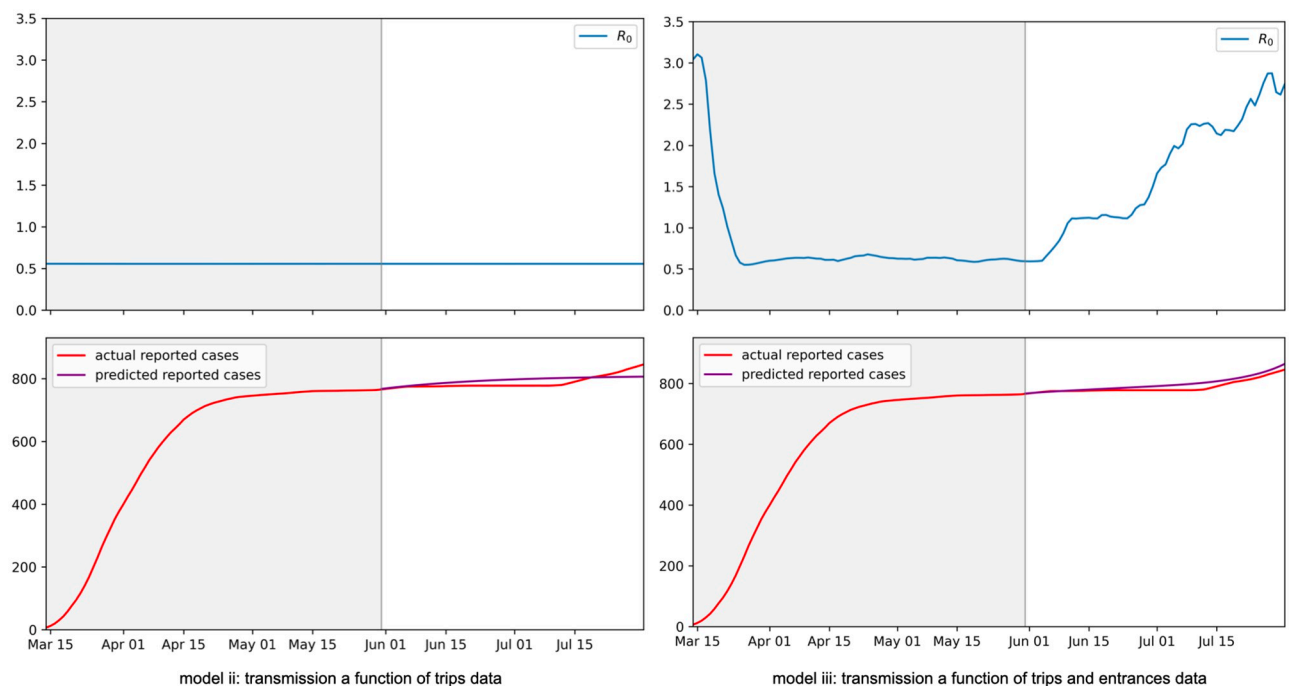 3.5
3.0
2.5
2.0
1.5
1.0
0.5
0.0
R₀
3.5
3.0
2.5
2.0
1.5
1.0
0.5
0.0
R₀
800
600
400
200
0
actual reported cases
predicted reported cases
Mar 15 Apr 01 Apr 15 May 01 May 15 Jun 01 Jun 15 Jul 01 Jul 15
model ii: transmission a function of trips data
800
600
400
200
0
actual reported cases
predicted reported cases
Mar 15 Apr 01 Apr 15 May 01 May 15 Jun 01 Jun 15 Jul 01 Jul 15
model iii: transmission a function of trips and entrances data